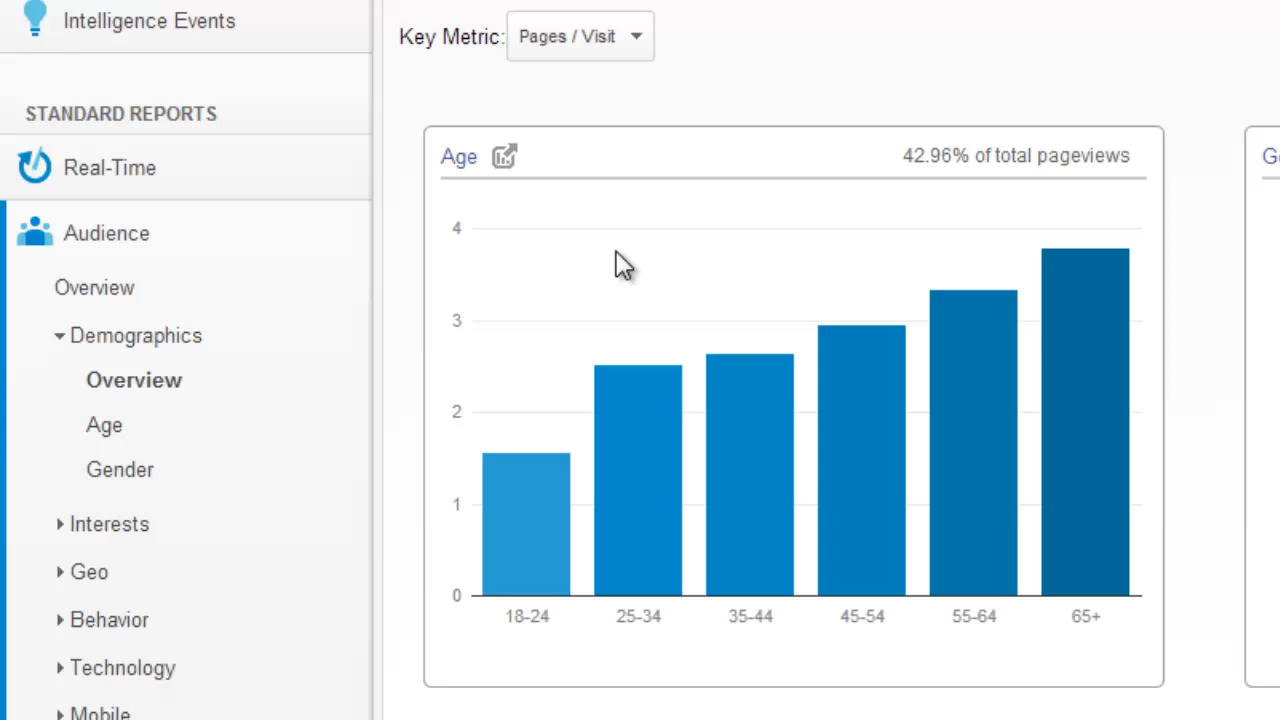 Intelligence Events
STANDARD REPORTS
Real-Time
Audience
Overview
Demographics
Overview
Age
Gender
Interests
Geo
Behavior
Technology
Mobile
Key Metric: Pages / Visit
Age
42.96% of total pageviews
4
3
2
1
0
18-24 25-34 35-44 45-54 55-64 65+